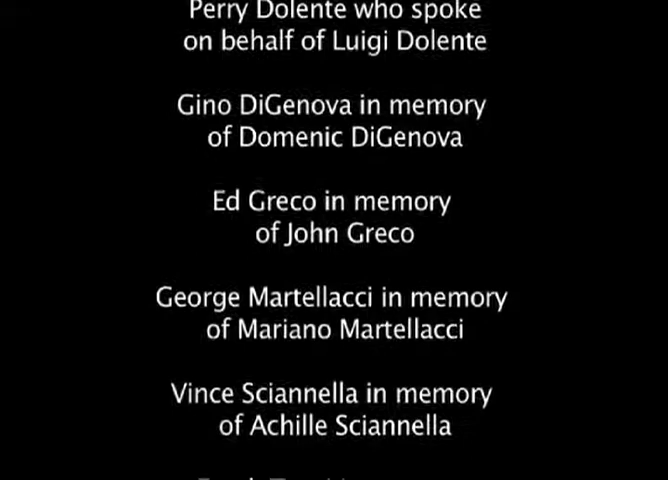 Perry Dolente who spoke
on behalf of Luigi Dolente
Gino DiGenova in memory
of Domenic DiGenova
Ed Greco in memory
of John Greco
George Martellacci in memory
of Mariano Martellacci
Vince Sciannella in memory
of Achille Sciannella